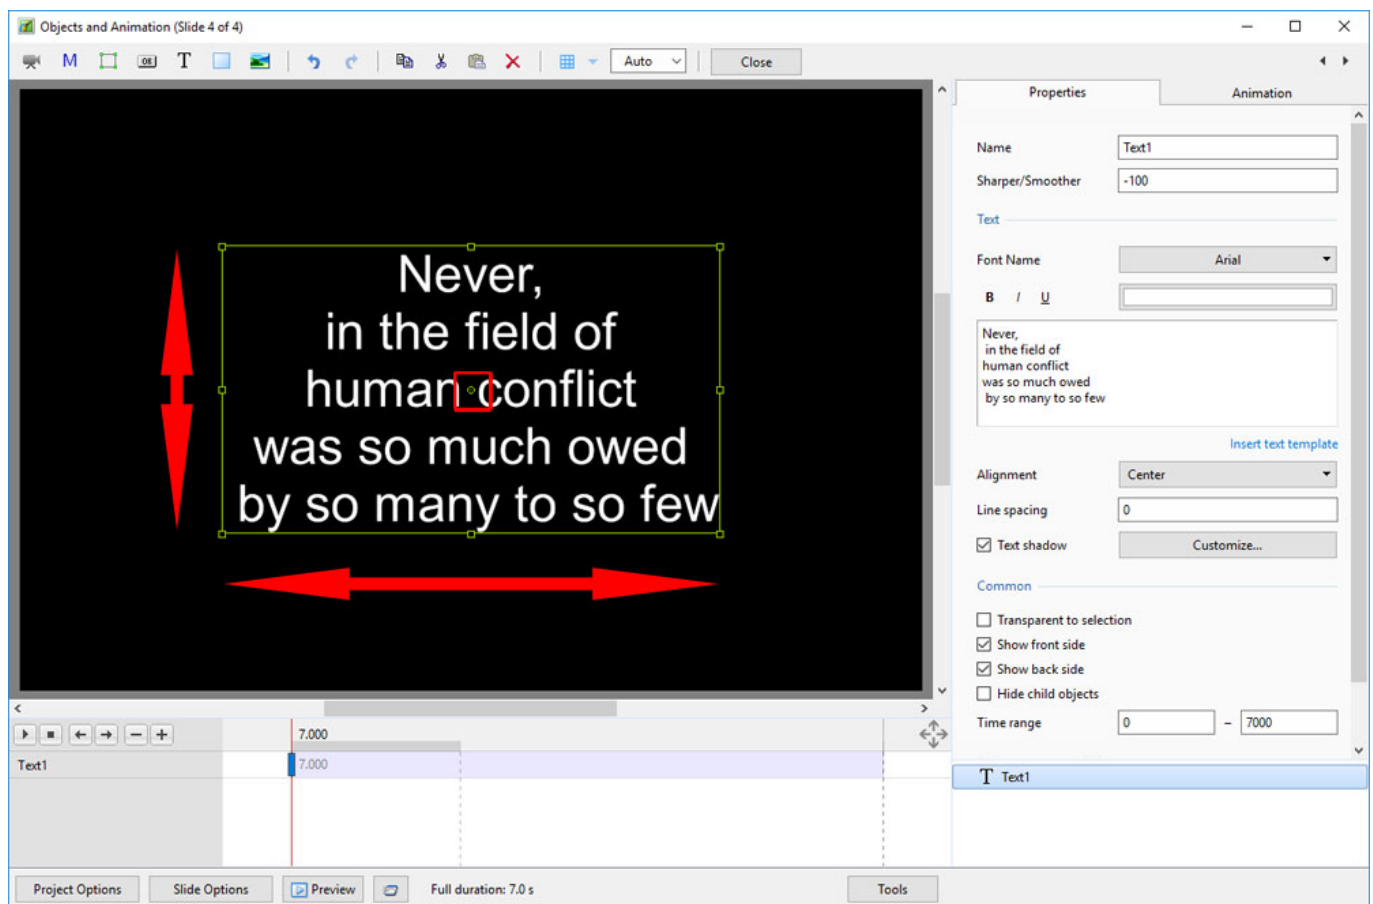 Objects and Animation (Slide 4 of 4)
M OK T Auto Close
Properties Animation
Name Text1
Sharper/Smoother -100
Text
Font Name Arial
B I U
Never,
in the field of
human conflict
was so much owed
by so many to so few
Insert text template
Alignment Center
Line spacing 0
Text shadow Customize...
Common
Transparent to selection
Show front side
Show back side
Hide child objects
Time range 0 – 7000
T Text1
Never,
in the field of
human conflict
was so much owed
by so many to so few
7.000
Text1 7.000
Project Options Slide Options Preview Full duration: 7.0 s Tools